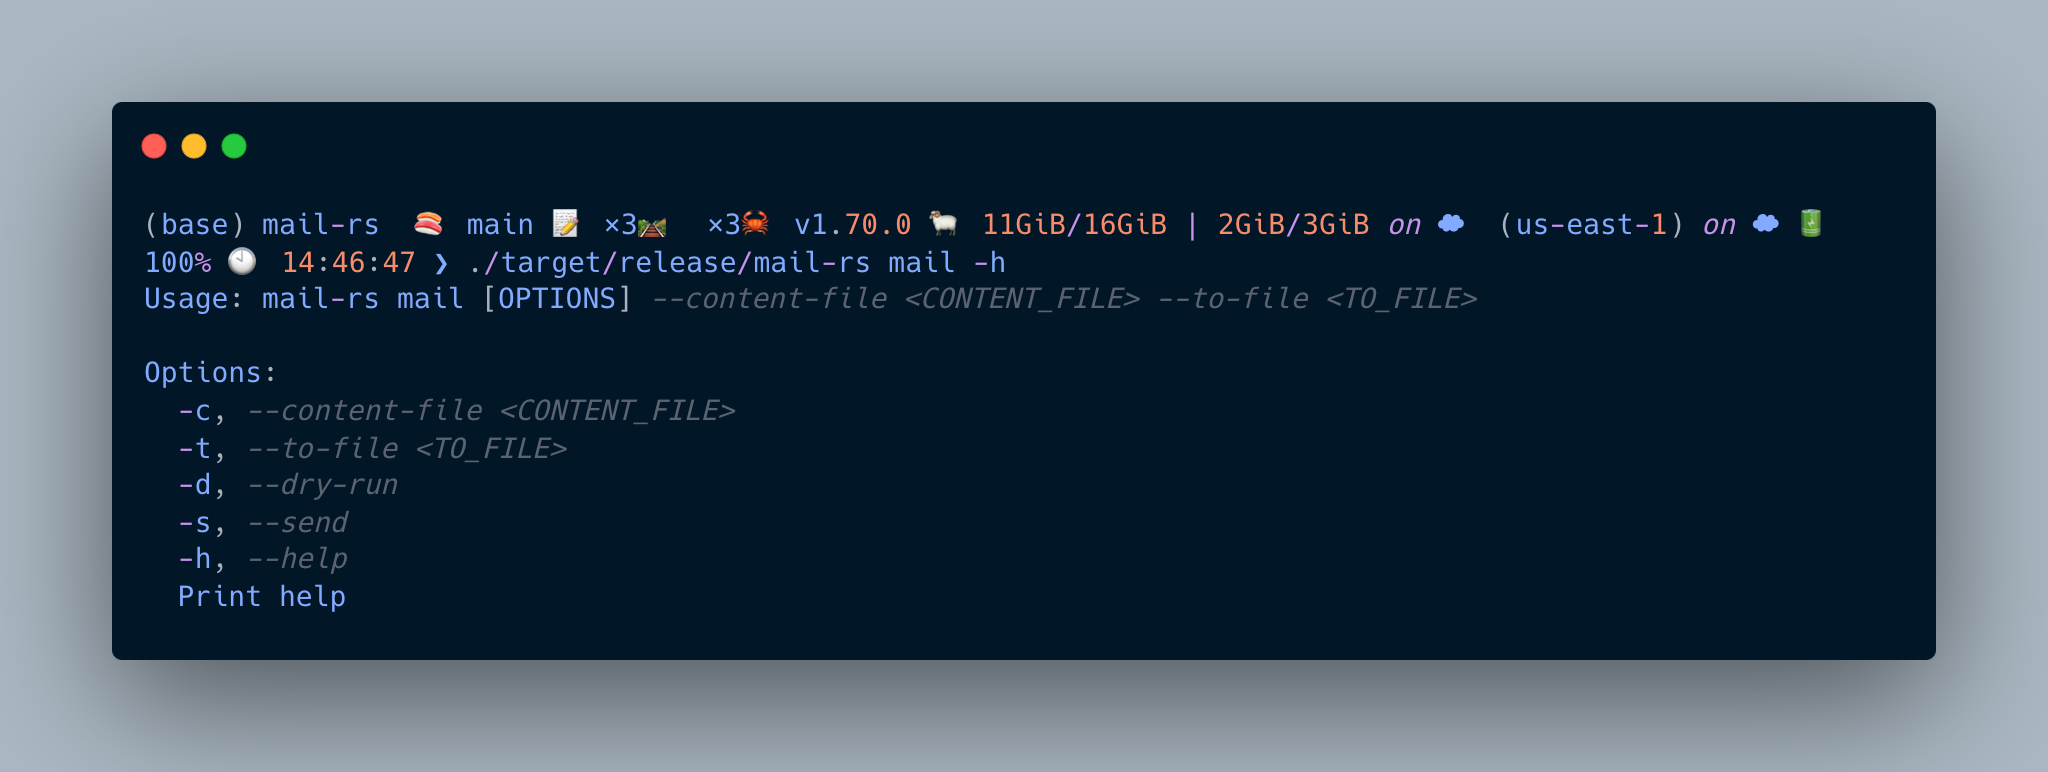 (base) mail-rs 🍣 main 📝 ×3🛤️ ×3🦀 v1.70.0 🐏 11GiB/16GiB | 2GiB/3GiB on ☁️ (us-east-1) on ☁️ 🔋
100% 🕙 14:46:47 ❯ ./target/release/mail-rs mail -h
Usage: mail-rs mail [OPTIONS] --content-file <CONTENT_FILE> --to-file <TO_FILE>
Options:
-c, --content-file <CONTENT_FILE>
-t, --to-file <TO_FILE>
-d, --dry-run
-s, --send
-h, --help
Print help